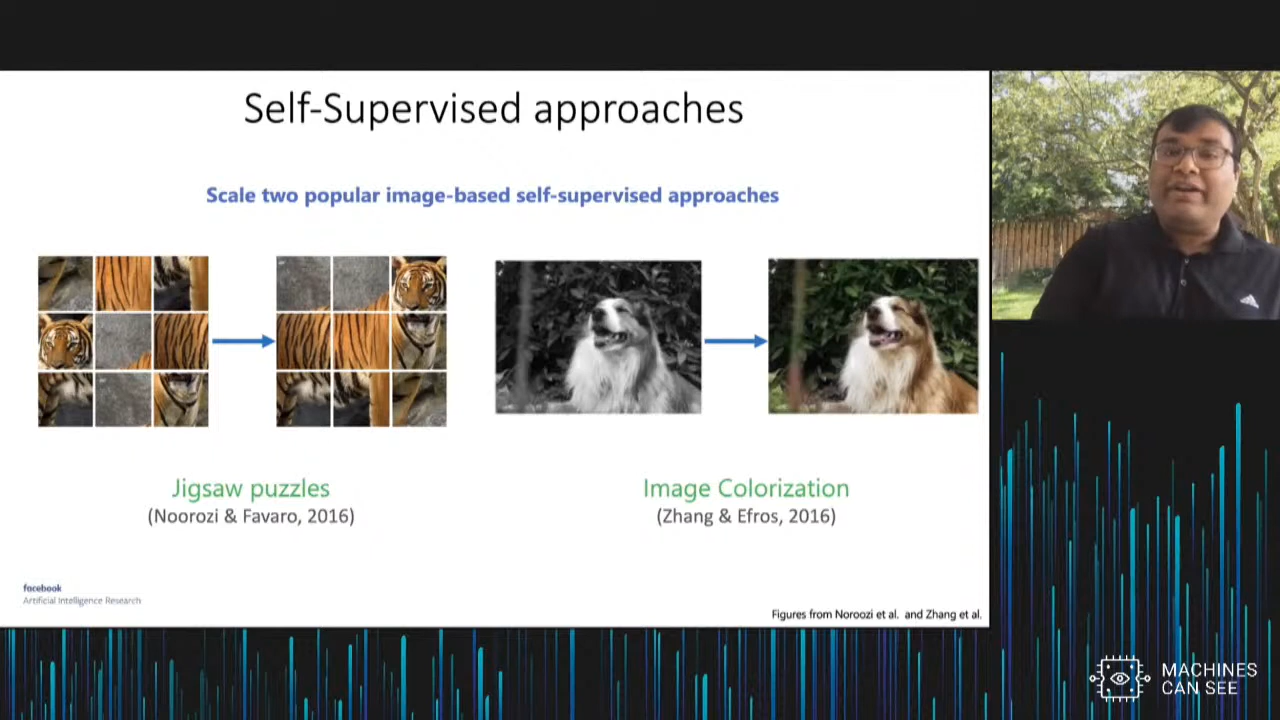 Self-Supervised approaches
Scale two popular image-based self-supervised approaches
Jigsaw puzzles
(Noorozi & Favaro, 2016)
Image Colorization
(Zhang & Efros, 2016)
facebook
Artificial Intelligence Research
Figures from Noroozi et al. and Zhang et al.
MACHINES
CAN SEE